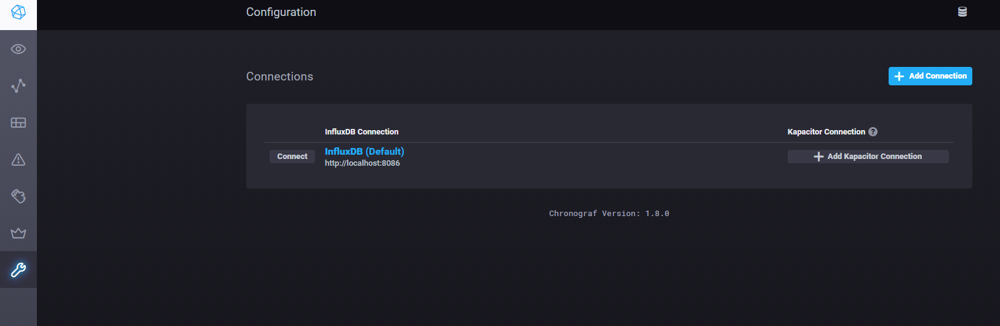 Configuration
Connections
Add Connection
InfluxDB Connection
Kapacitor Connection ?
Connect
InfluxDB (Default)
http://localhost:8086
Add Kapacitor Connection
Chronograf Version: 1.8.0